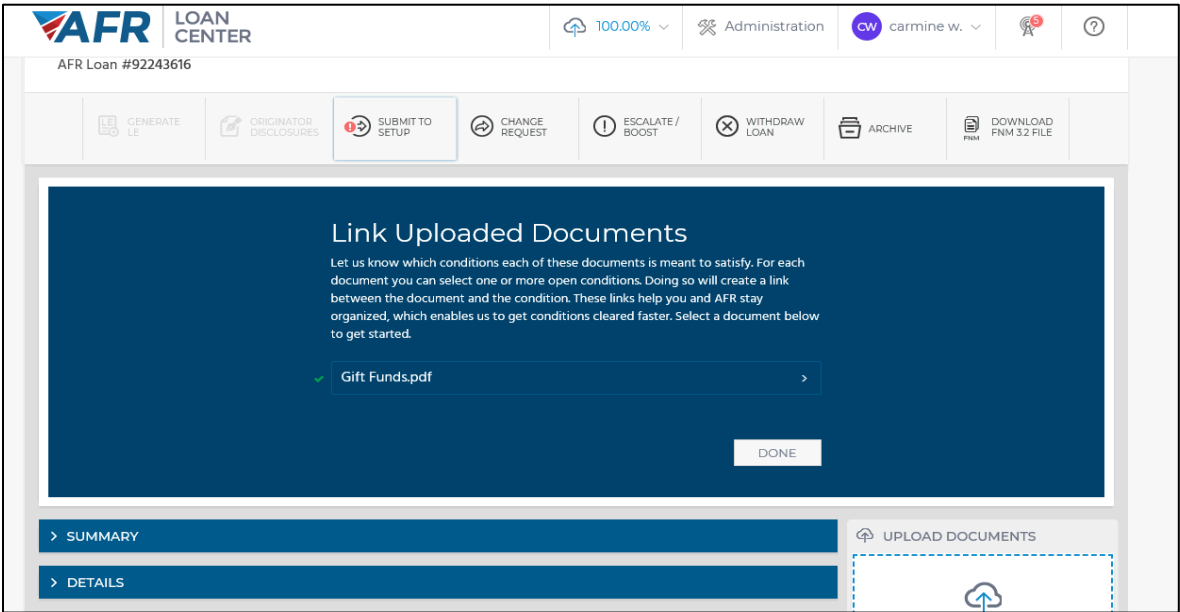 AFR LOAN CENTER
100.00%
Administration
CW carmine w.
5
?
AFR Loan #92243616
LE GENERATE LE
ORIGINATOR DISCLOSURES
! SUBMIT TO SETUP
CHANGE REQUEST
! ESCALATE / BOOST
WITHDRAW LOAN
ARCHIVE
FNM DOWNLOAD FNM 3.2 FILE
Link Uploaded Documents
Let us know which conditions each of these documents is meant to satisfy. For each
document you can select one or more open conditions. Doing so will create a link
between the document and the condition. These links help you and AFR stay
organized, which enables us to get conditions cleared faster. Select a document below
to get started.
Gift Funds.pdf
DONE
SUMMARY
UPLOAD DOCUMENTS
DETAILS